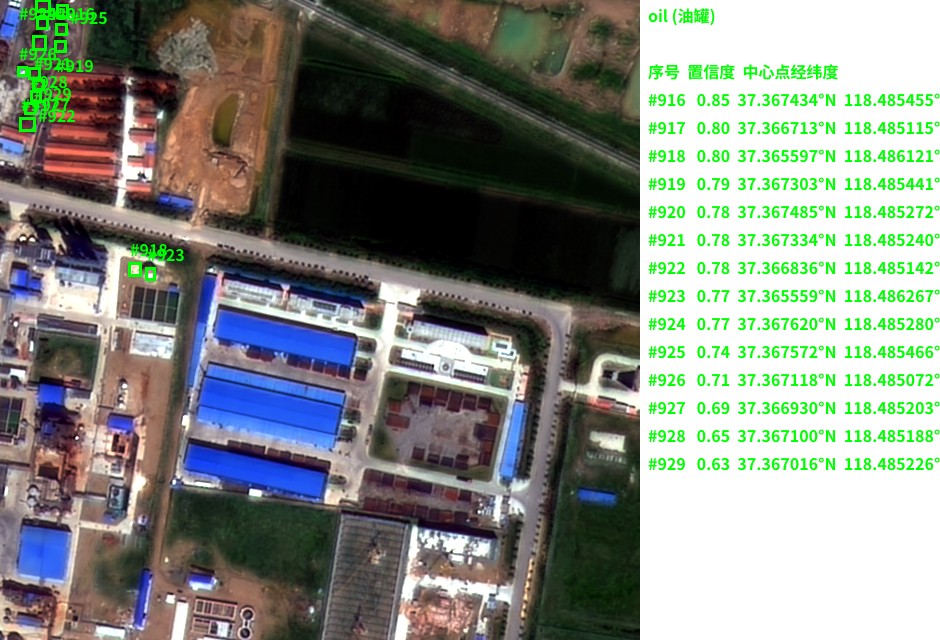 oil (油罐)
序号 置信度 中心点经纬度
#916 0.85 37.367434°N 118.485455°
#917 0.80 37.366713°N 118.485115°
#918 0.80 37.365597°N 118.486121°
#919 0.79 37.367303°N 118.485441°
#920 0.78 37.367485°N 118.485272°
#921 0.78 37.367334°N 118.485240°
#922 0.78 37.366836°N 118.485142°
#923 0.77 37.365559°N 118.486267°
#924 0.77 37.367620°N 118.485280°
#925 0.74 37.367572°N 118.485466°
#926 0.71 37.367118°N 118.485072°
#927 0.69 37.366930°N 118.485203°
#928 0.65 37.367100°N 118.485188°
#929 0.63 37.367016°N 118.485226°
#925
#919
#922
#918
#923